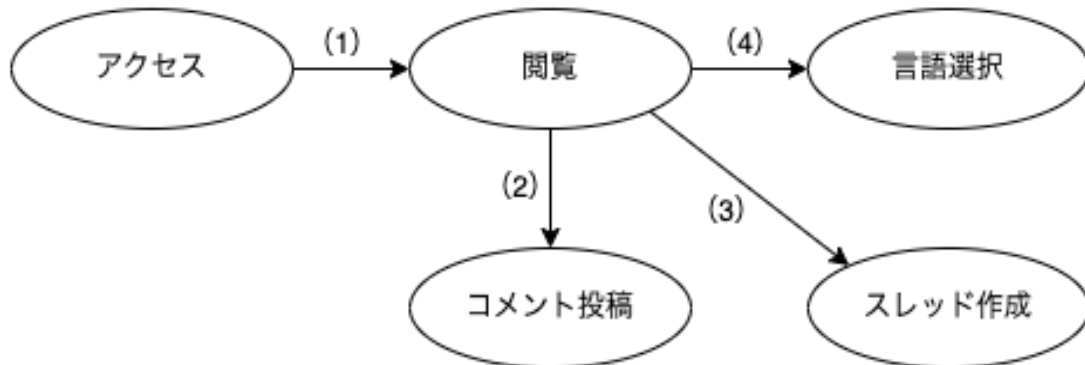 アクセス
(1)
閲覧
(4)
言語選択
(2)
(3)
コメント投稿
スレッド作成